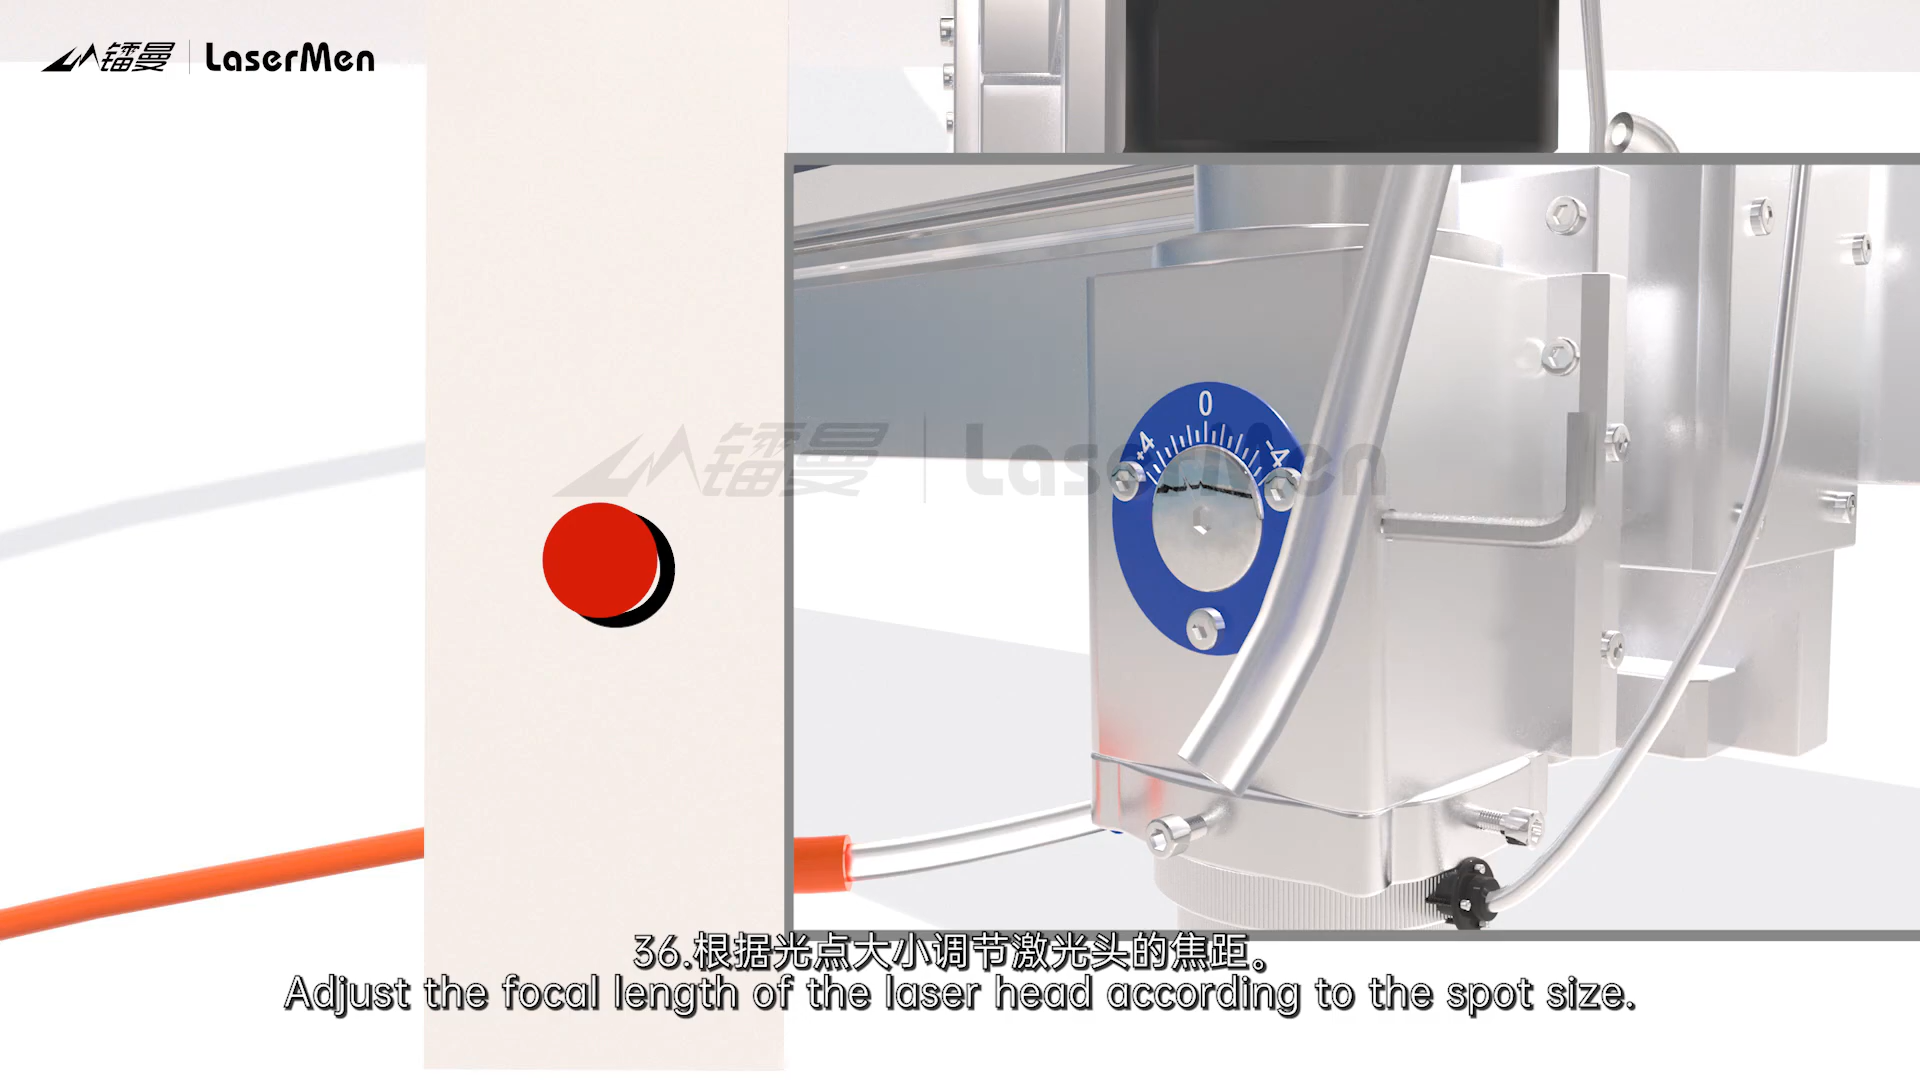 镭曼 LaserMen
0
+4 -4
镭曼 LaserMen
36.根据光点大小调节激光头的焦距。
Adjust the focal length of the laser head according to the spot size.